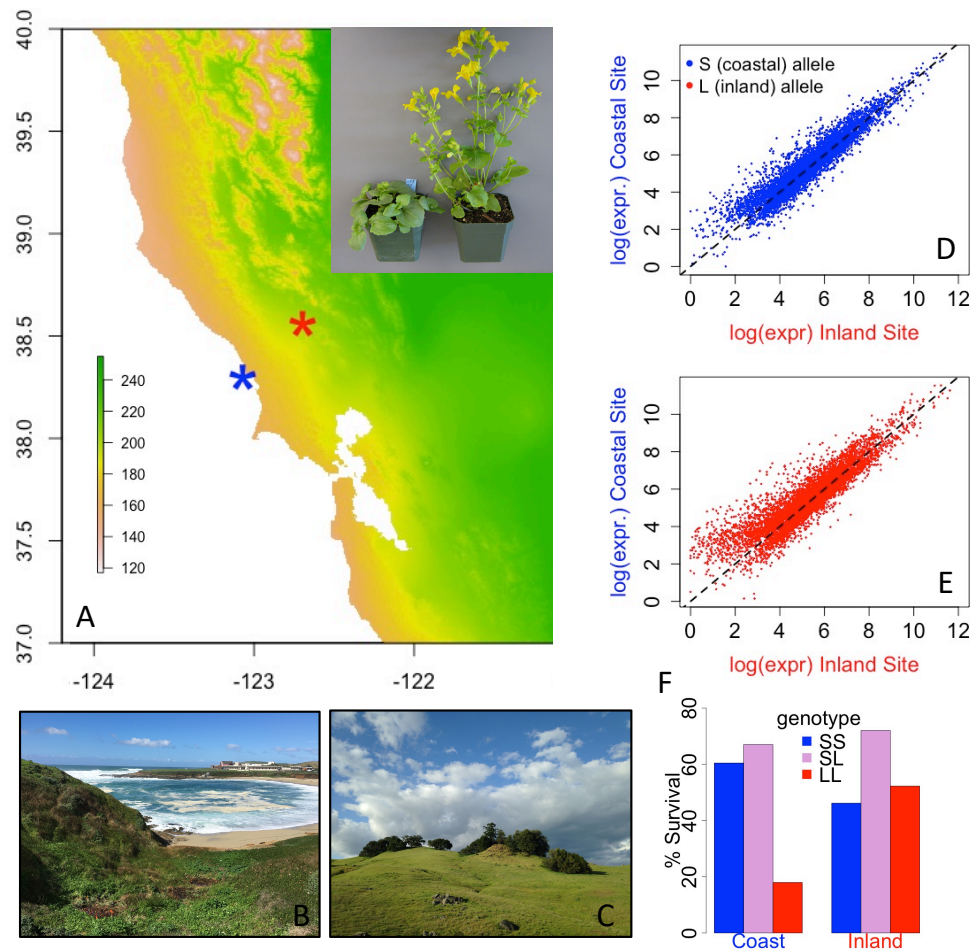 40.0
39.5
39.0
38.5
38.0
37.5
37.0
*
*
240
220
200
180
160
140
120
A
-124
-123
-122
B
C
log(expr.) Coastal Site
10
8
6
4
2
0
S (coastal) allele
L (inland) allele
D
0 2 4 6 8 10 12
log(expr) Inland Site
log(expr.) Coastal Site
10
8
6
4
2
0
E
0 2 4 6 8 10 12
log(expr) Inland Site
F
% Survival
80
60
40
20
0
genotype
SS
SL
LL
Coast
Inland